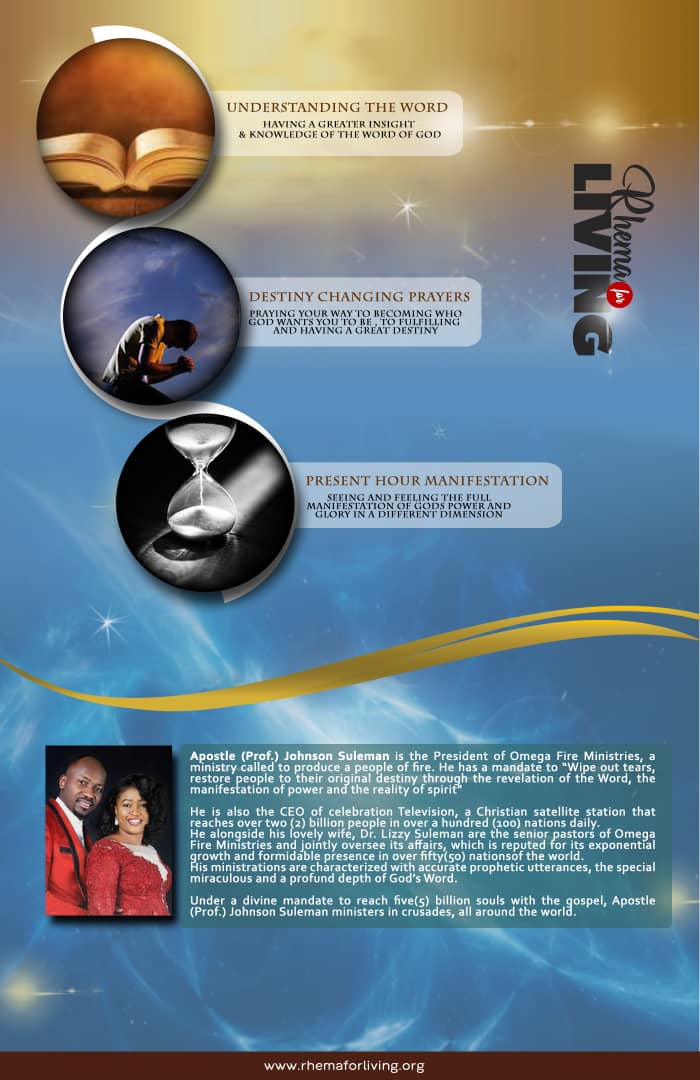 UNDERSTANDING THE WORD
HAVING A GREATER INSIGHT
& KNOWLEDGE OF THE WORD OF GOD
Rhema for
LIVING
DESTINY CHANGING PRAYERS
PRAYING YOUR WAY TO BECOMING WHO
GOD WANTS YOU TO BE , TO FULFILLING
AND HAVING A GREAT DESTINY
PRESENT HOUR MANIFESTATION
SEEING AND FEELING THE FULL
MANIFESTATION OF GODS POWER AND
GLORY IN A DIFFERENT DIMENSION
Apostle (Prof.) Johnson Suleman is the President of Omega Fire Ministries, a
ministry called to produce a people of fire. He has a mandate to “Wipe out tears,
restore people to their original destiny through the revelation of the Word, the
manifestation of power and the reality of spirit”
He is also the CEO of celebration Television, a Christian satellite station that
reaches over two (2) billion people in over a hundred (100) nations daily.
He alongside his lovely wife, Dr. Lizzy Suleman are the senior pastors of Omega
Fire Ministries and jointly oversee its affairs, which is reputed for its exponential
growth and formidable presence in over fifty(50) nationsof the world.
His ministrations are characterized with accurate prophetic utterances, the special
miraculous and a profund depth of God’s Word.
Under a divine mandate to reach five(5) billion souls with the gospel, Apostle
(Prof.) Johnson Suleman ministers in crusades, all around the world.
www.rhemaforliving.org